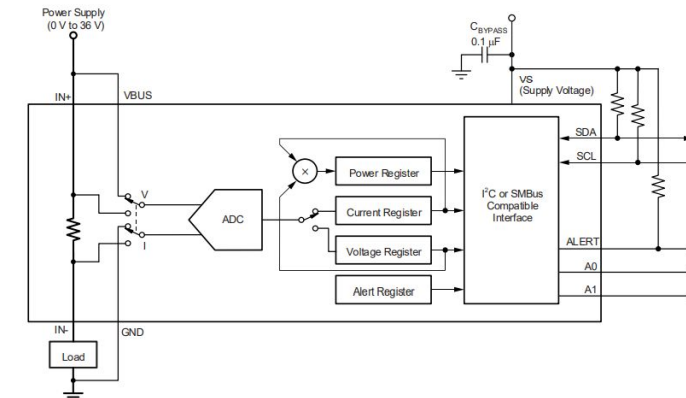 Power Supply
(0 V to 36 V)
C BYPASS
0.1 µF
VS
(Supply Voltage)
IN+
VBUS
SDA
SCL
V
I
ADC
×
Power Register
Current Register
Voltage Register
Alert Register
I²C or SMBus
Compatible
Interface
ALERT
A0
A1
IN-
GND
Load